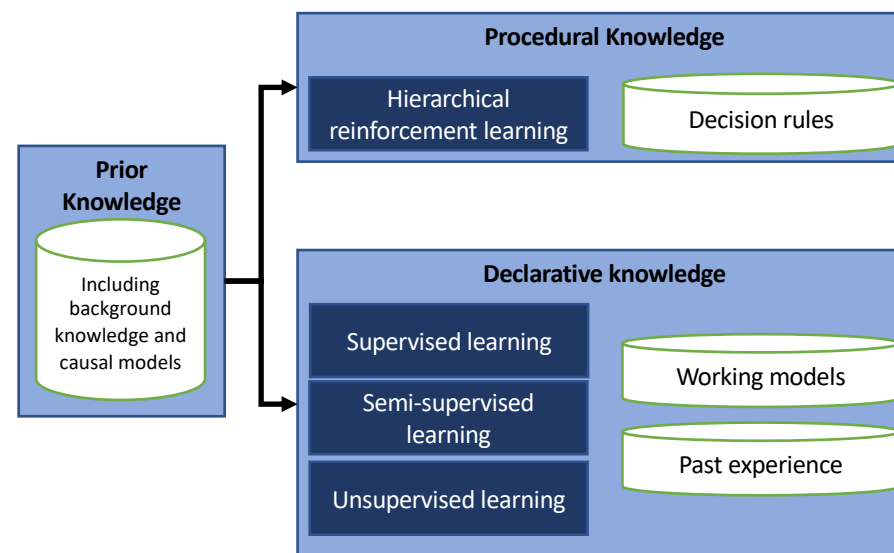 Procedural Knowledge
Hierarchical
reinforcement learning
Decision rules
Prior
Knowledge
Including
background
knowledge and
causal models
Declarative knowledge
Supervised learning
Semi-supervised
learning
Unsupervised learning
Working models
Past experience